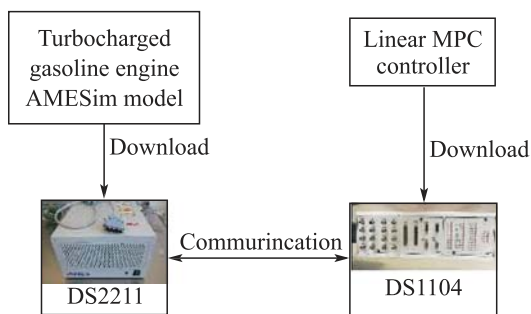 Turbocharged
gasoline engine
AMESim model
Linear MPC
controller
Download
Download
Commurincation
DS2211
DS1104